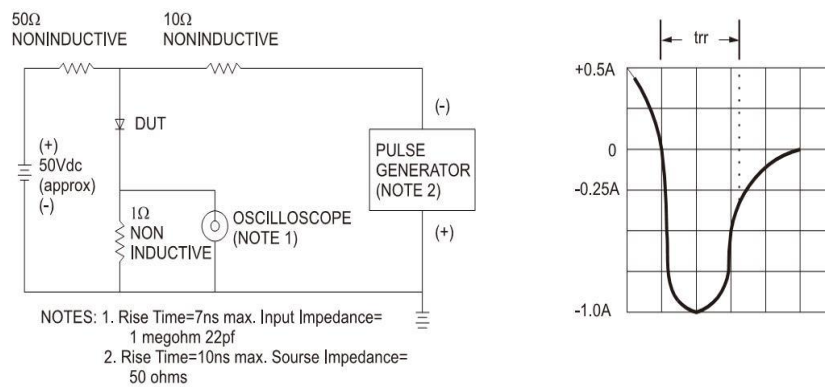 50Ω
NONINDUCTIVE
10Ω
NONINDUCTIVE
DUT
(+)
50Vdc
(approx)
(-)
1Ω
NON
INDUCTIVE
OSCILLOSCOPE
(NOTE 1)
(-)
PULSE
GENERATOR
(NOTE 2)
(+)
NOTES: 1. Rise Time=7ns max. Input Impedance=
1 megohm 22pf
2. Rise Time=10ns max. Sourse Impedance=
50 ohms
trr
+0.5A
0
-0.25A
-1.0A